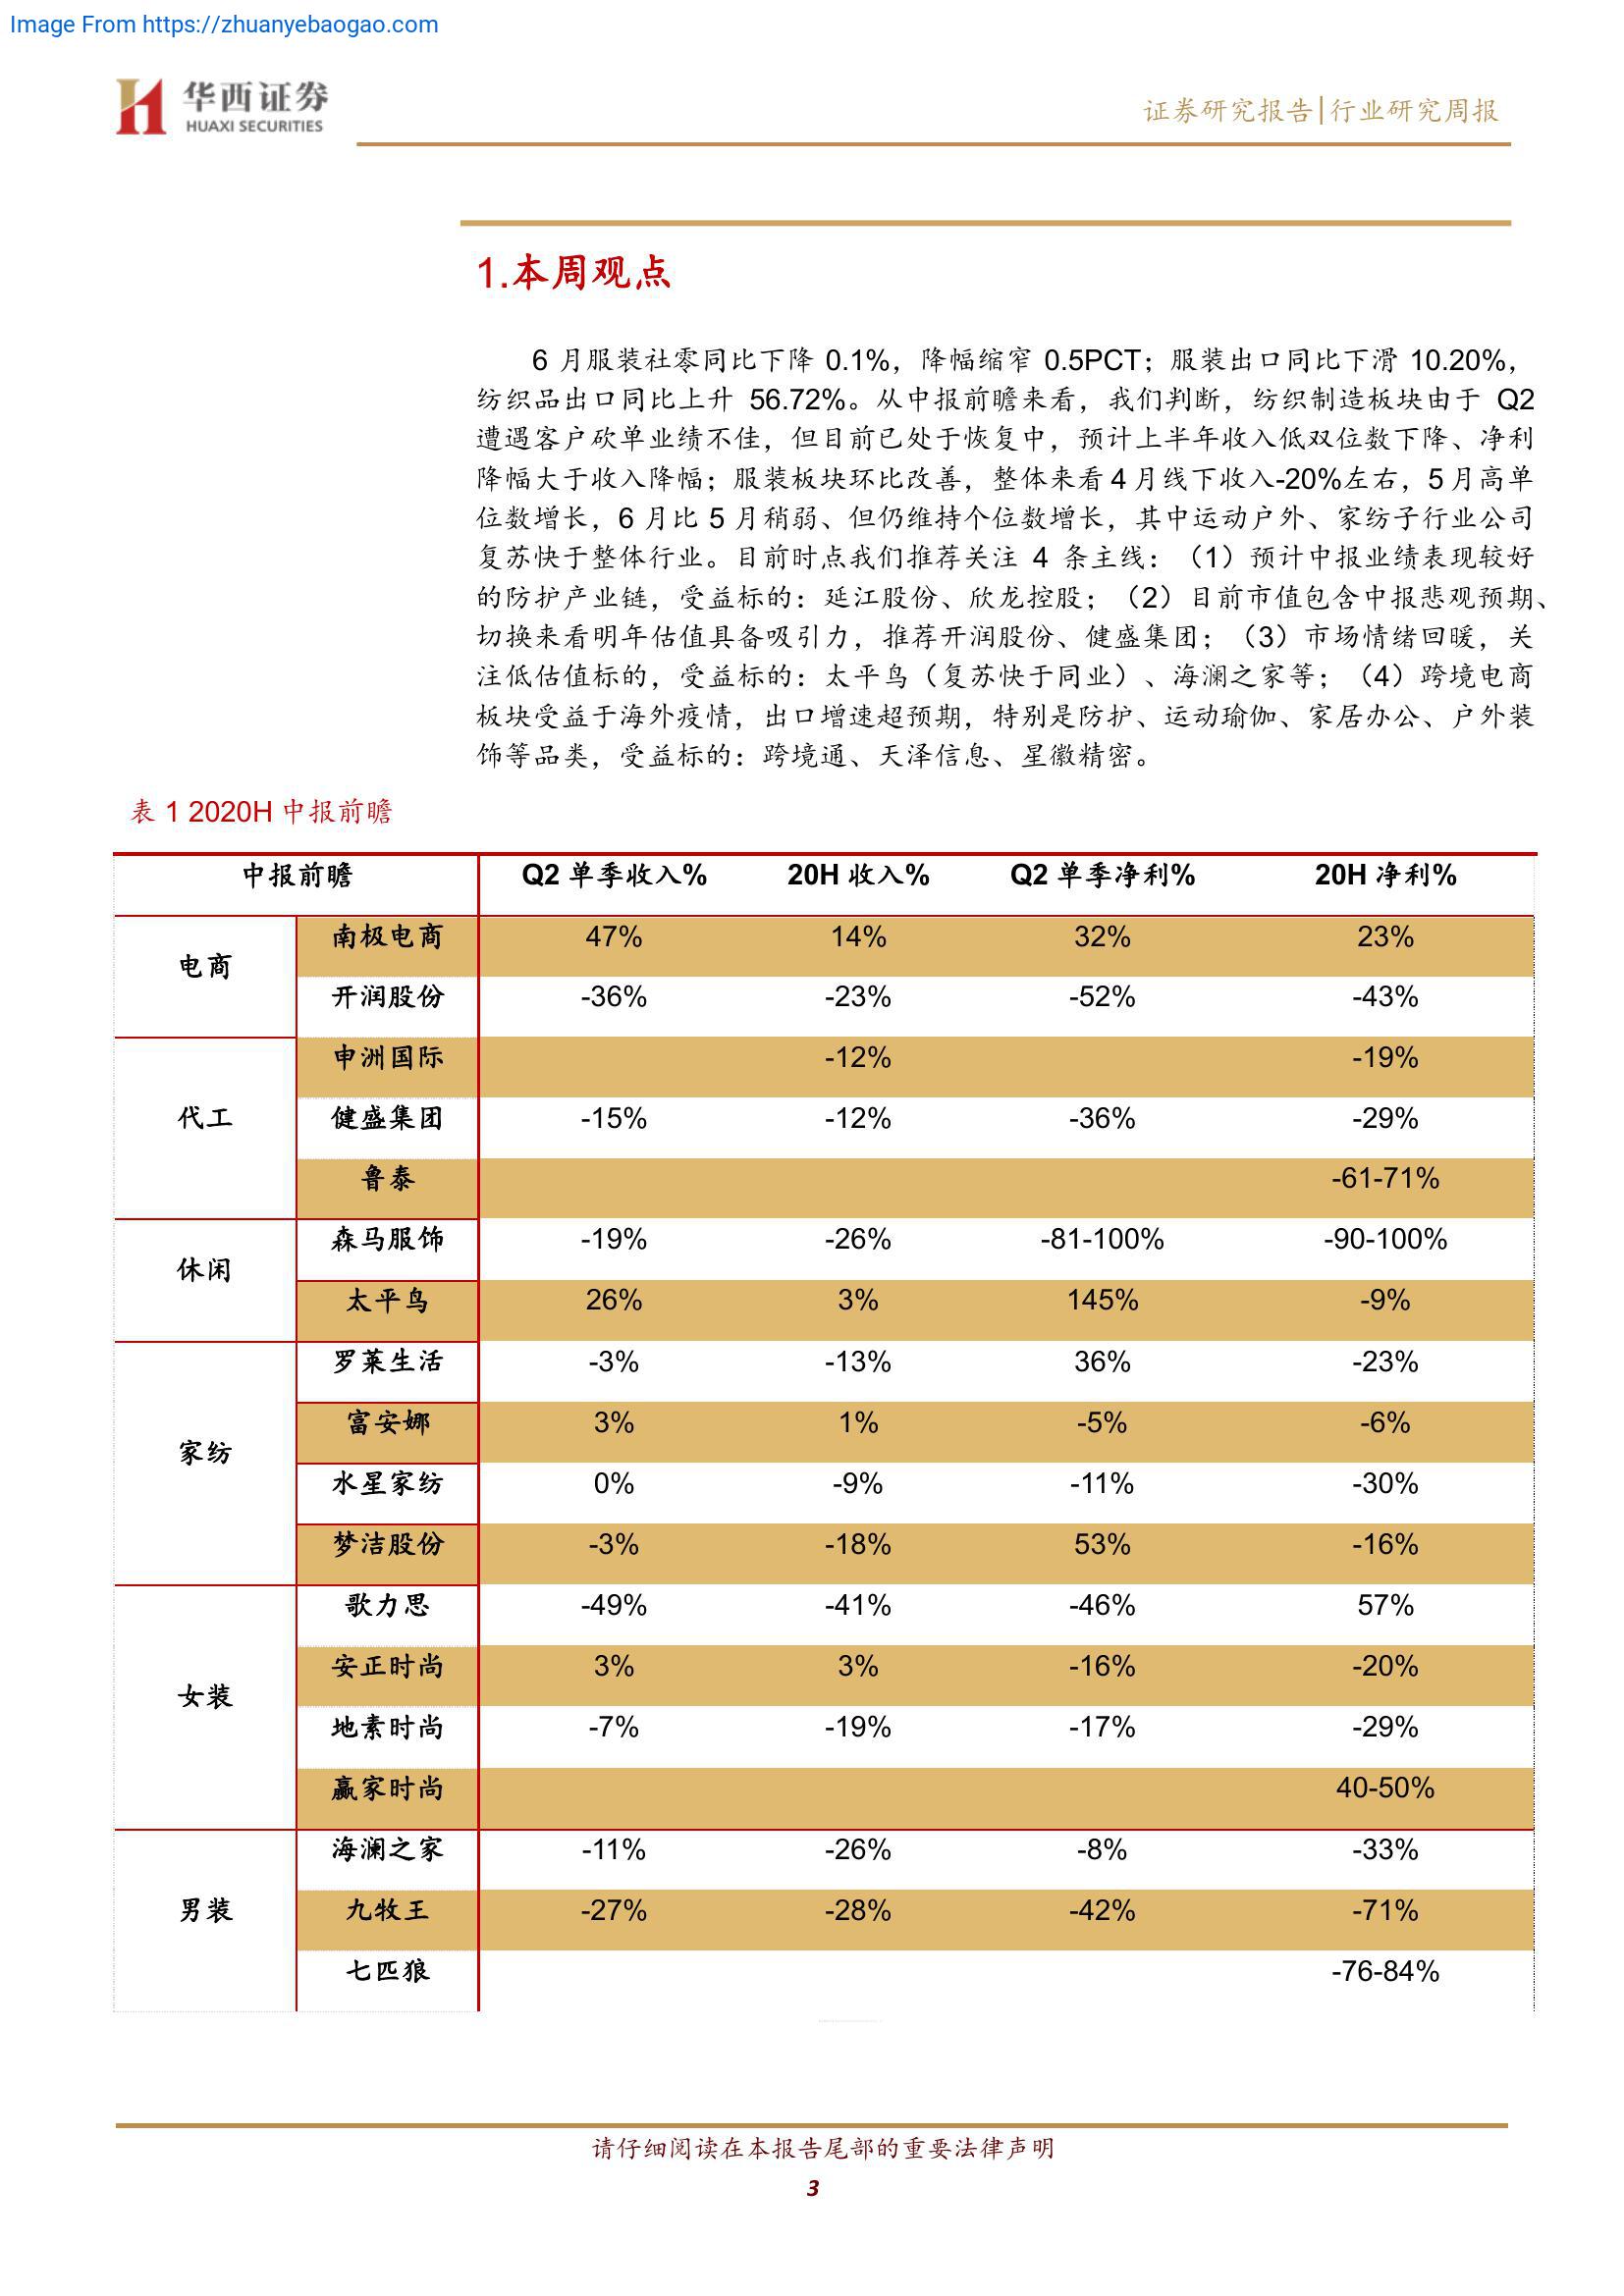 Image From https://zhuanyebaogao.com
华西证券
HUAXI SECURITIES
证券研究报告|行业研究周报
1.本周观点
6 月服装社零同比下降 0.1%，降幅缩窄 0.5PCT；服装出口同比下滑 10.20%，
纺织品出口同比上升 56.72%。从中报前瞻来看，我们判断，纺织制造板块由于 Q2
遭遇客户砍单业绩不佳，但目前已处于恢复中，预计上半年收入低双位数下降、净利
降幅大于收入降幅；服装板块环比改善，整体来看 4 月线下收入-20%左右，5 月高单
位数增长，6 月比 5 月稍弱、但仍维持个位数增长，其中运动户外、家纺子行业公司
复苏快于整体行业。目前时点我们推荐关注 4 条主线：（1）预计中报业绩表现较好
的防护产业链，受益标的：延江股份、欣龙控股；（2）目前市值包含中报悲观预期、
切换来看明年估值具备吸引力，推荐开润股份、健盛集团；（3）市场情绪回暖，关
注低估值标的，受益标的：太平鸟（复苏快于同业）、海澜之家等；（4）跨境电商
板块受益于海外疫情，出口增速超预期，特别是防护、运动瑜伽、家居办公、户外装
饰等品类，受益标的：跨境通、天泽信息、星徽精密。
表 1 2020H 中报前瞻
中报前瞻 Q2 单季收入% 20H 收入% Q2 单季净利% 20H 净利%
电商
南极电商 47% 14% 32% 23%
开润股份 -36% -23% -52% -43%
代工
申洲国际 -12% -19%
健盛集团 -15% -12% -36% -29%
鲁泰 -61-71%
休闲
森马服饰 -19% -26% -81-100% -90-100%
太平鸟 26% 3% 145% -9%
家纺
罗莱生活 -3% -13% 36% -23%
富安娜 3% 1% -5% -6%
水星家纺 0% -9% -11% -30%
梦洁股份 -3% -18% 53% -16%
女装
歌力思 -49% -41% -46% 57%
安正时尚 3% 3% -16% -20%
地素时尚 -7% -19% -17% -29%
赢家时尚 40-50%
男装
海澜之家 -11% -26% -8% -33%
九牧王 -27% -28% -42% -71%
七匹狼 -76-84%
请仔细阅读在本报告尾部的重要法律声明
3